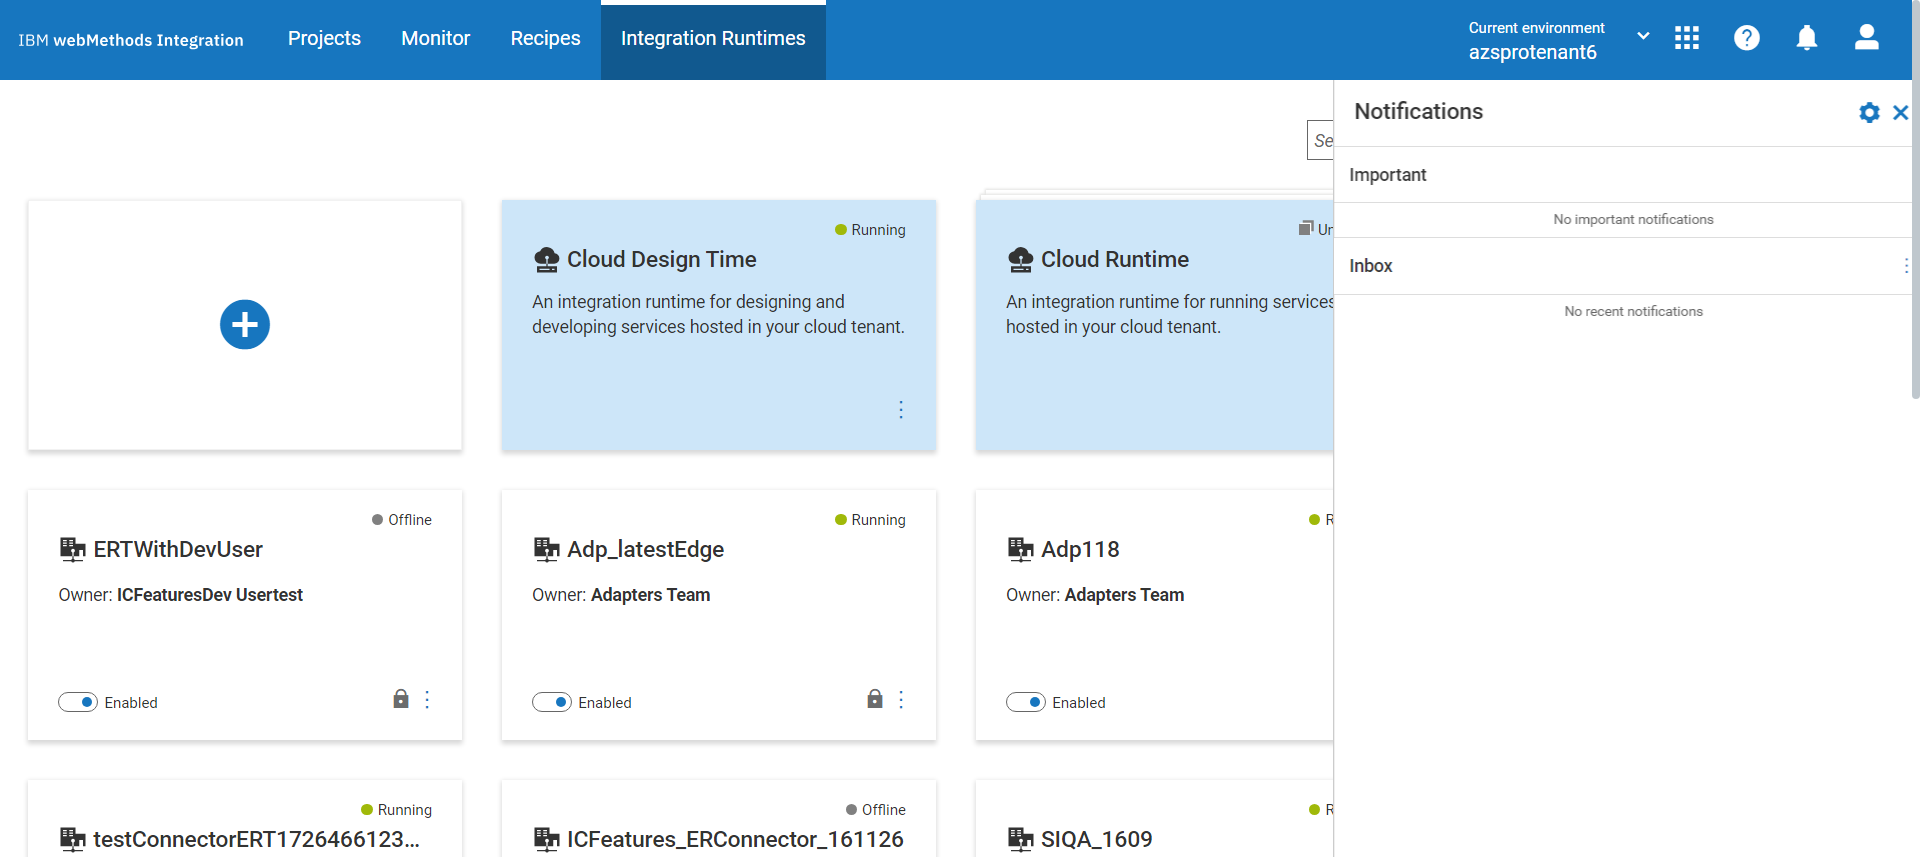 IBM webMethods Integration
Projects
Monitor
Recipes
Integration Runtimes
Current environment
azsprotenant6
Notifications
Important
No important notifications
Inbox
No recent notifications
Se
Running
Cloud Design Time
An integration runtime for designing and
developing services hosted in your cloud tenant.
Un
Cloud Runtime
An integration runtime for running services
hosted in your cloud tenant.
Offline
ERTWithDevUser
Owner: ICFeaturesDev Usertest
Enabled
Running
Adp_latestEdge
Owner: Adapters Team
Enabled
R
Adp118
Owner: Adapters Team
Enabled
Running
testConnectorERT1726466123...
Offline
ICFeatures_ERConnector_161126
R
SIQA_1609